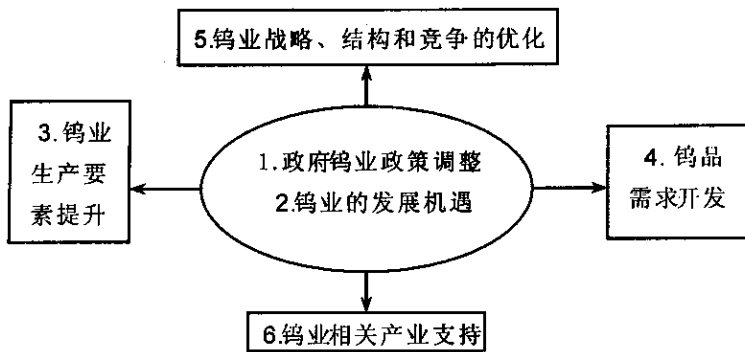 5.钨业战略、结构和竞争的优化
3.钨业
生产要
素提升
1.政府钨业政策调整
2.钨业的发展机遇
4.钨品
需求开发
6.钨业相关产业支持